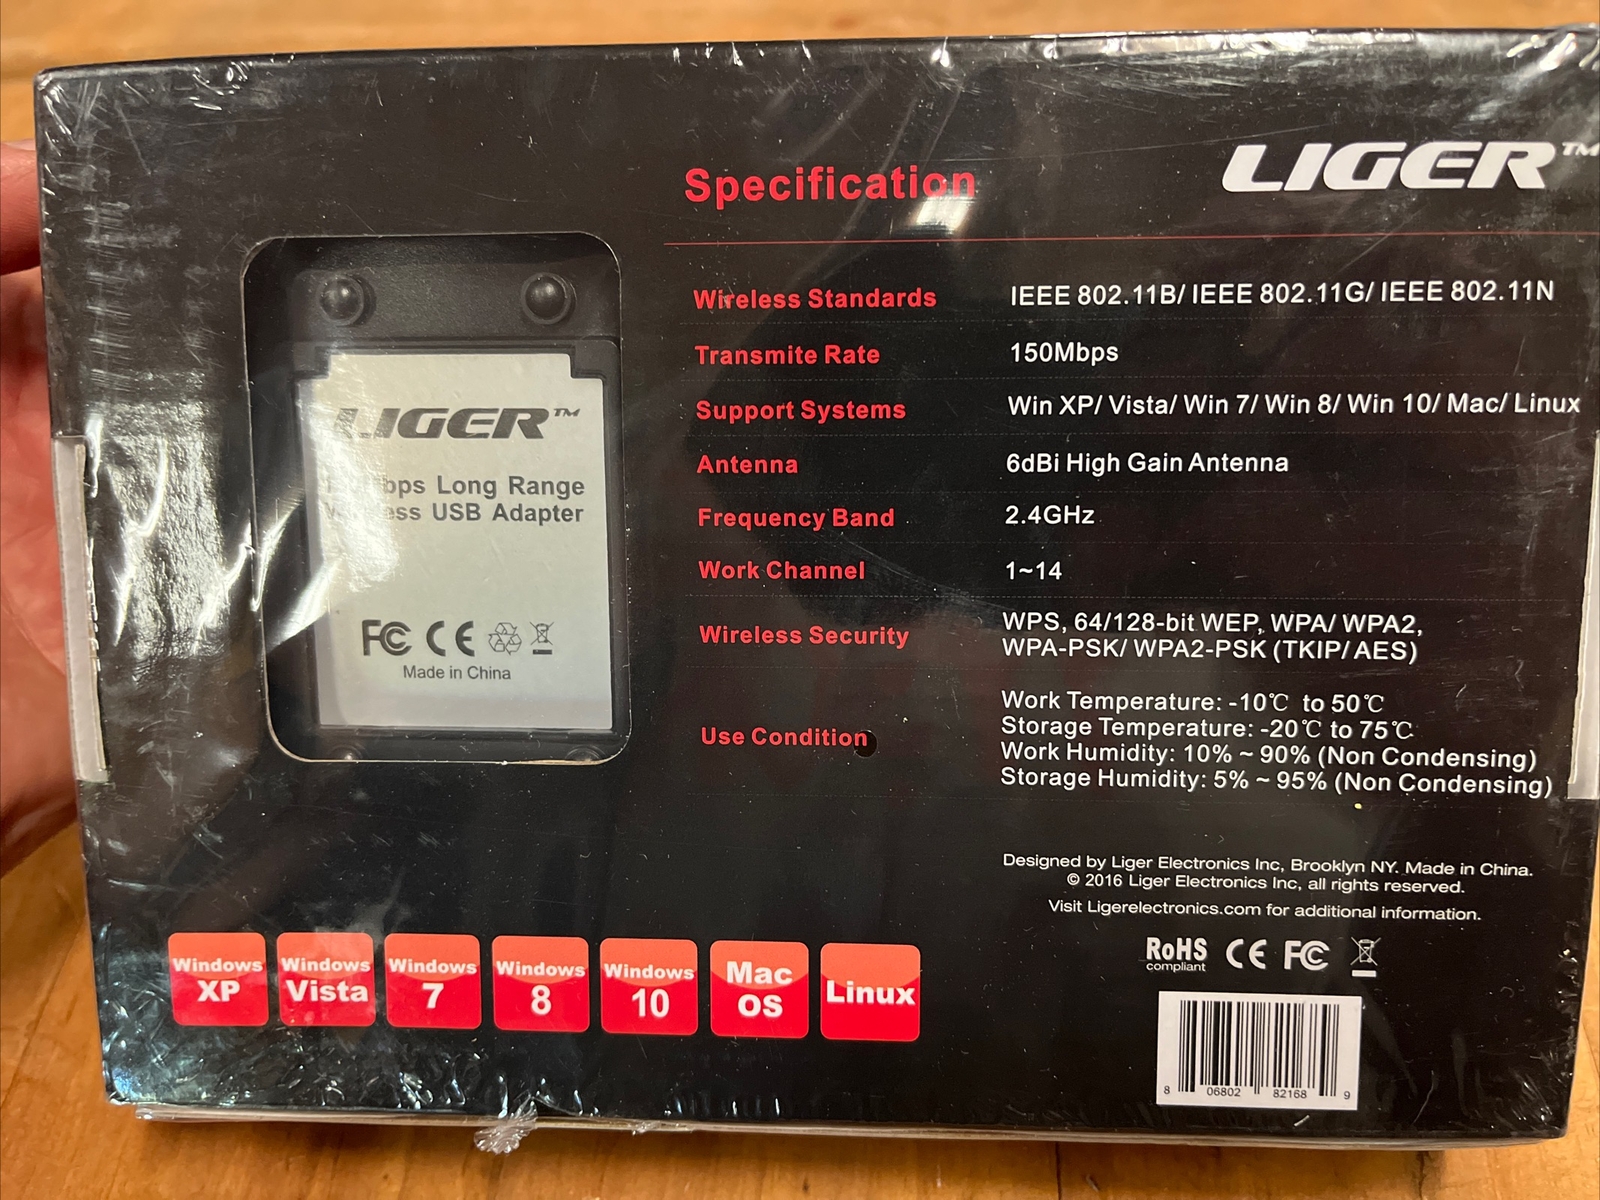 LIGER™
Specification
Wireless Standards IEEE 802.11B/ IEEE 802.11G/ IEEE 802.11N
Transmite Rate 150Mbps
Support Systems Win XP/ Vista/ Win 7/ Win 8/ Win 10/ Mac/ Linux
Antenna 6dBi High Gain Antenna
Frequency Band 2.4GHz
Work Channel 1~14
Wireless Security WPS, 64/128-bit WEP, WPA/ WPA2,
WPA-PSK/ WPA2-PSK (TKIP/ AES)
Use Condition
Work Temperature: -10℃ to 50℃
Storage Temperature: -20℃ to 75℃
Work Humidity: 10% ~ 90% (Non Condensing)
Storage Humidity: 5% ~ 95% (Non Condensing)
LIGER™
Long Range
USB Adapter
FC CE
Made in China
Designed by Liger Electronics Inc, Brooklyn NY. Made in China.
© 2016 Liger Electronics Inc, all rights reserved.
Visit Ligerelectronics.com for additional information.
RoHS CE FC
compliant
Windows XP
Windows Vista
Windows 7
Windows 8
Windows 10
Mac OS
Linux
8 06802 82168 9